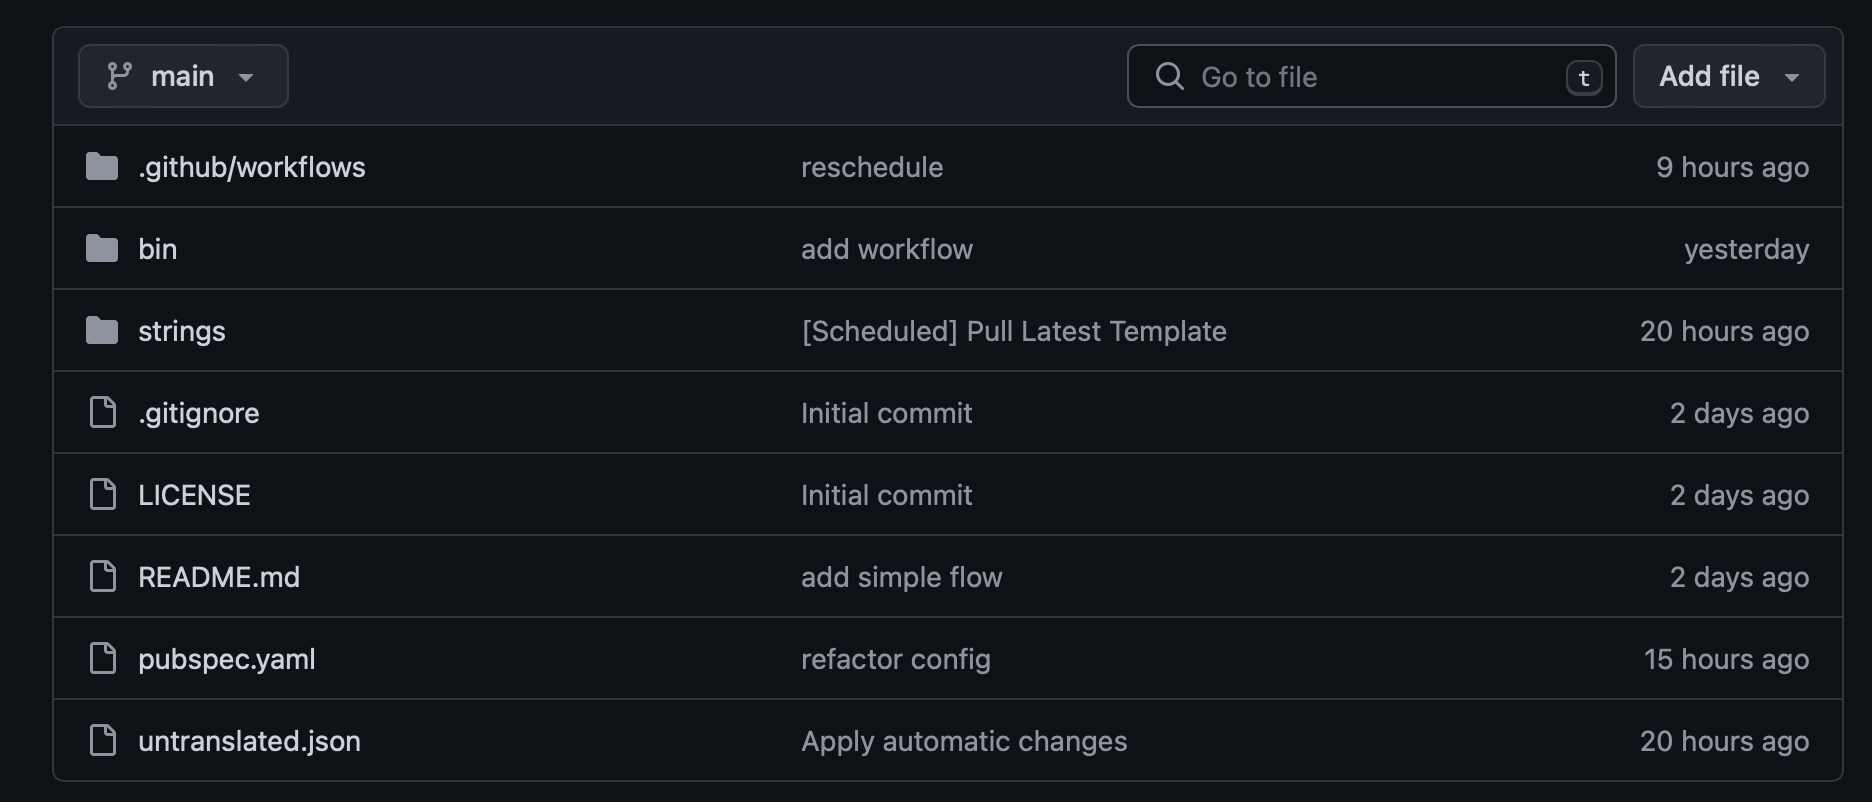 main
Go to file
t
Add file
.github/workflows reschedule 9 hours ago
bin add workflow yesterday
strings [Scheduled] Pull Latest Template 20 hours ago
.gitignore Initial commit 2 days ago
LICENSE Initial commit 2 days ago
README.md add simple flow 2 days ago
pubspec.yaml refactor config 15 hours ago
untranslated.json Apply automatic changes 20 hours ago